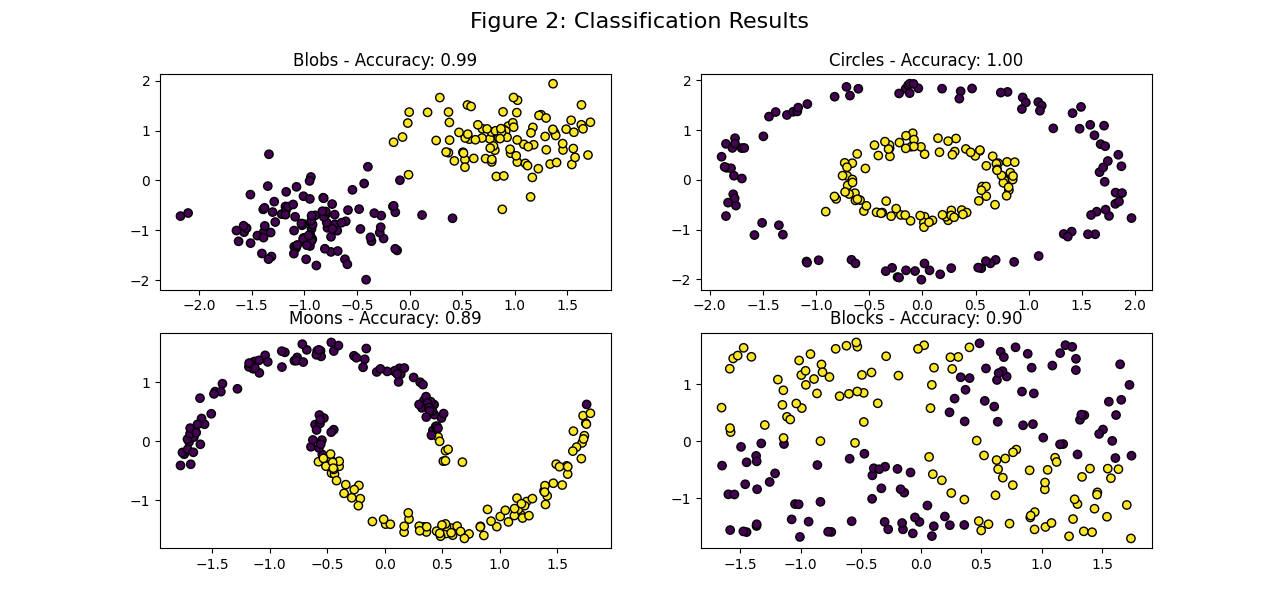 Figure 2: Classification Results
Blobs - Accuracy: 0.99
2
1
0
−1
−2
−2.0 −1.5 −1.0 −0.5 0.0 0.5 1.0 1.5
Circles - Accuracy: 1.00
2
1
0
−1
−2
−2.0 −1.5 −1.0 −0.5 0.0 0.5 1.0 1.5 2.0
Moons - Accuracy: 0.89
1
0
−1
−1.5 −1.0 −0.5 0.0 0.5 1.0 1.5
Blocks - Accuracy: 0.90
1
0
−1
−1.5 −1.0 −0.5 0.0 0.5 1.0 1.5